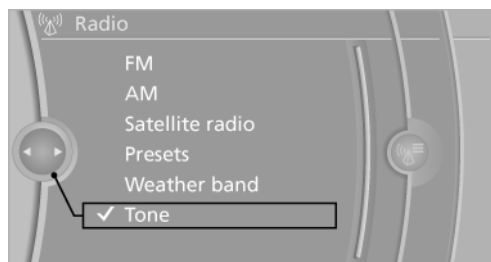 Radio
FM
AM
Satellite radio
Presets
Weather band
✓ Tone